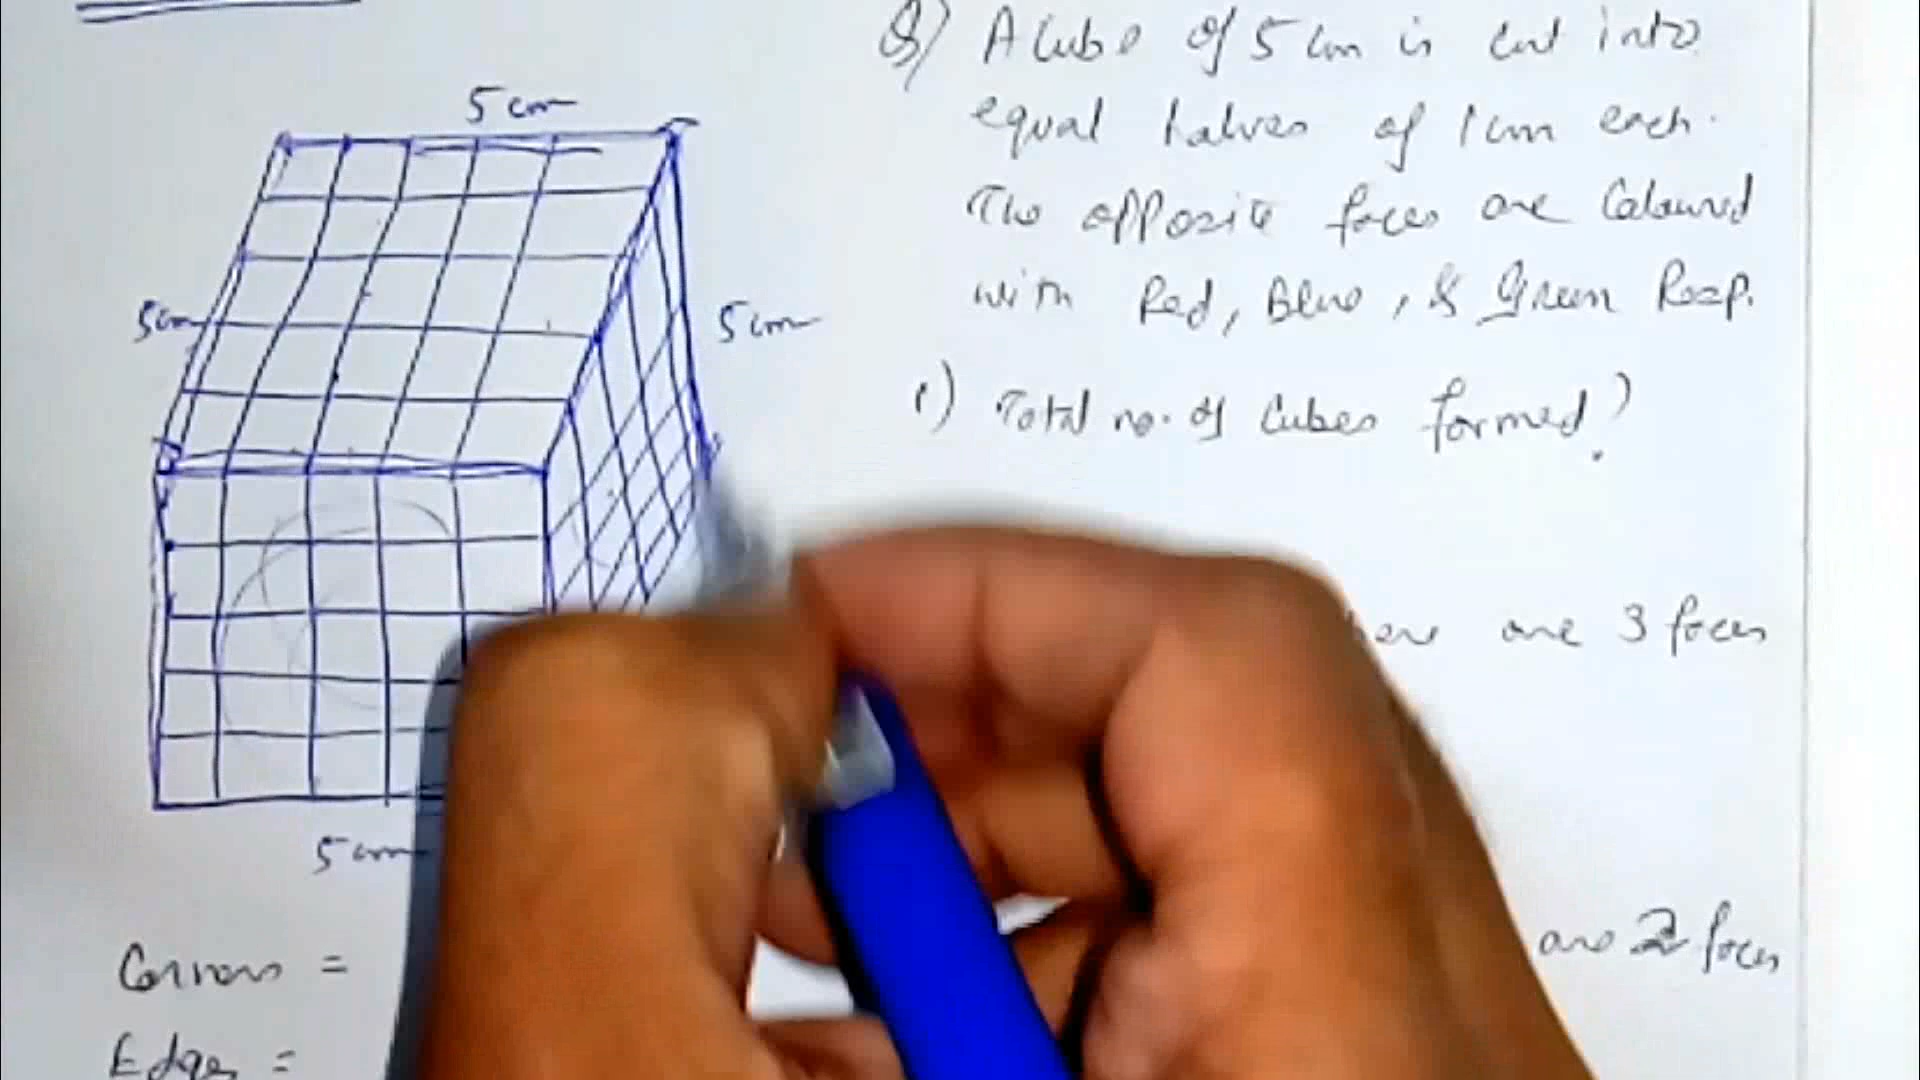 5 cm
5cm
5 cm
5 cm
Corners =
Edges =
Q) A Cube of 5 cm is cut into
equal halves of 1 cm each.
The opposite faces are Coloured
with Red, Blue, & Green Resp.
1) Total no. of Cubes formed?
are 3 faces
are 2 faces